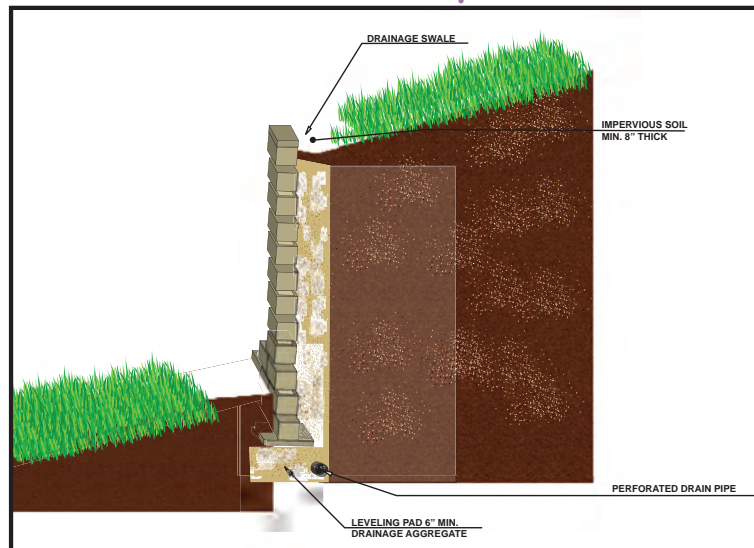 DRAINAGE SWALE
IMPERVIOUS SOIL
MIN. 8” THICK
PERFORATED DRAIN PIPE
LEVELING PAD 6” MIN.
DRAINAGE AGGREGATE